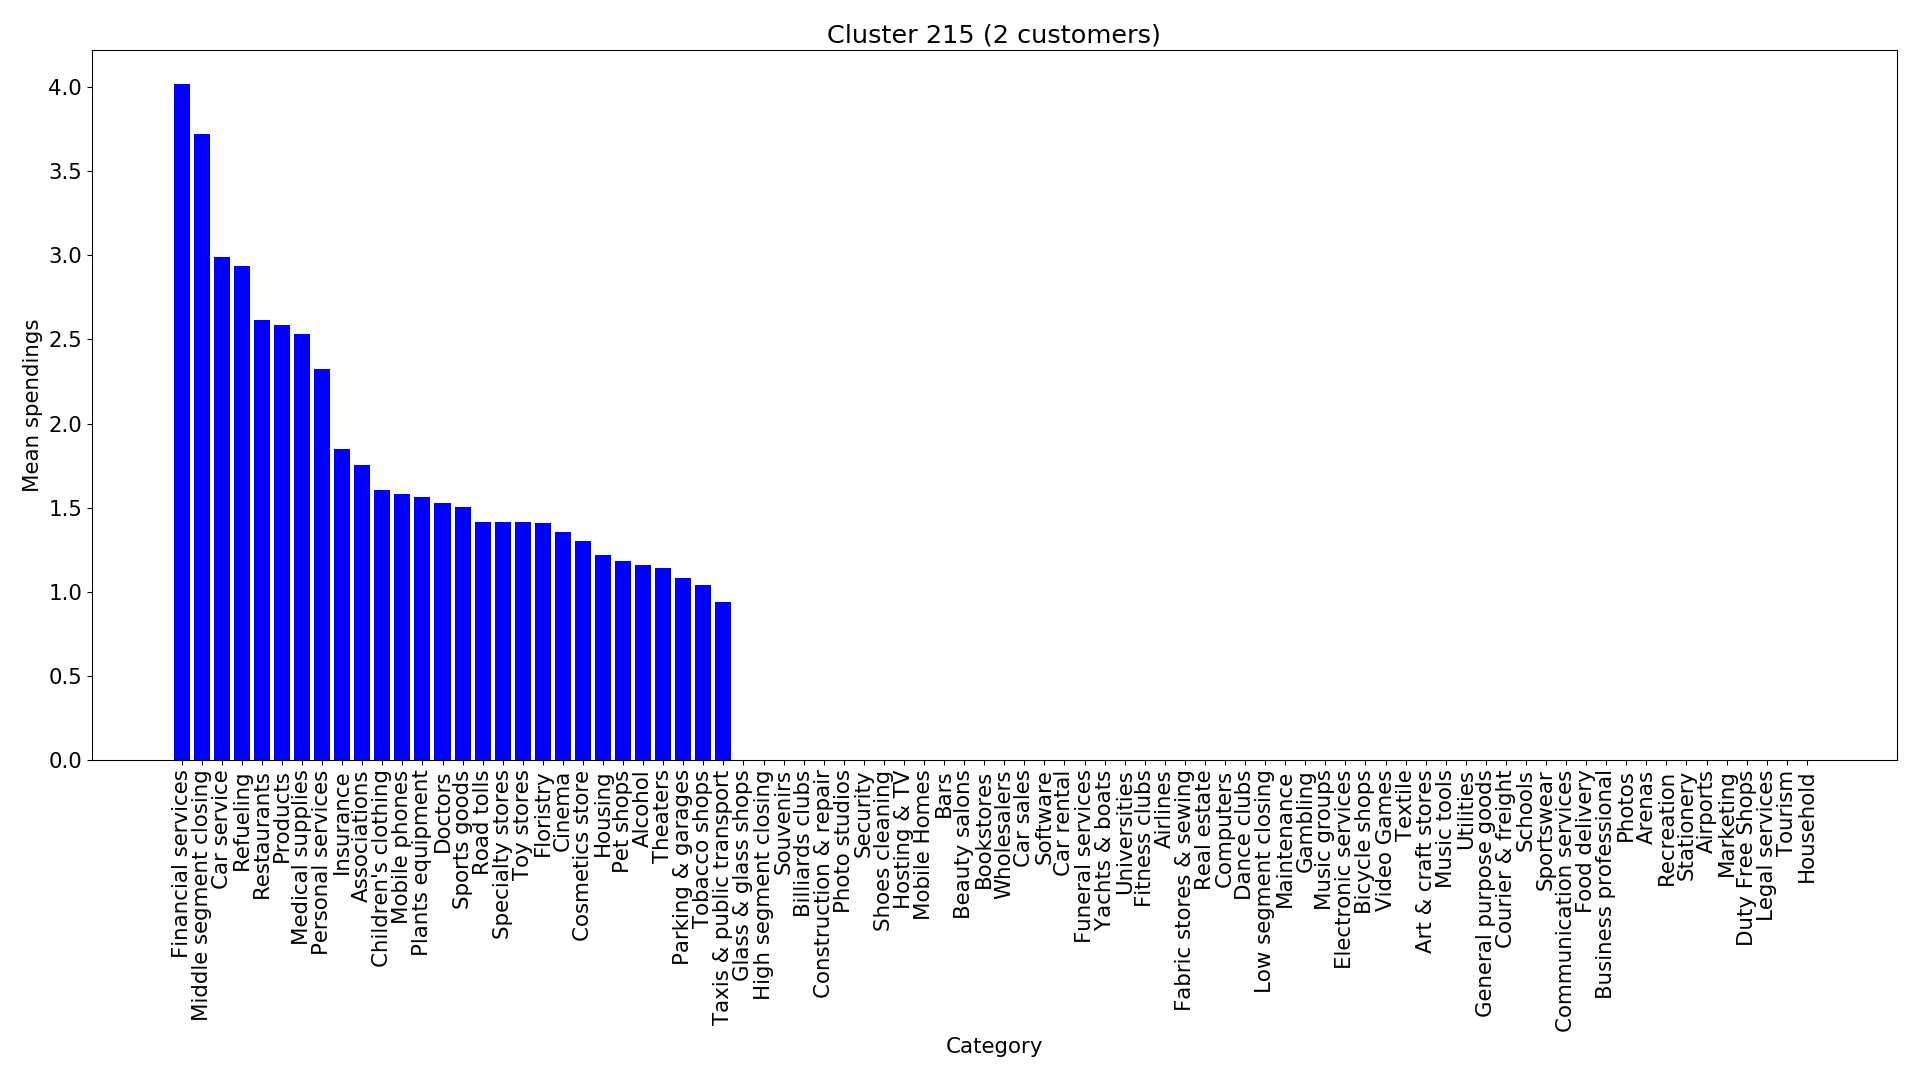 Cluster 215 (2 customers)
Mean spendings
4.0
3.5
3.0
2.5
2.0
1.5
1.0
0.5
0.0
Financial services
Middle segment closing
Car service
Refueling
Restaurants
Products
Medical supplies
Personal services
Insurance
Associations
Children's clothing
Mobile phones
Plants equipment
Doctors
Sports goods
Road tolls
Specialty stores
Toy stores
Floristry
Cinema
Cosmetics store
Housing
Pet shops
Alcohol
Theaters
Parking & garages
Tobacco shops
Taxis & public transport
Glass & glass shops
High segment closing
Souvenirs
Billiards clubs
Construction & repair
Photo studios
Security
Shoes cleaning
Hosting & TV
Mobile Homes
Bars
Beauty salons
Bookstores
Wholesalers
Car sales
Software
Car rental
Funeral services
Yachts & boats
Universities
Fitness clubs
Airlines
Fabric stores & sewing
Real estate
Computers
Dance clubs
Low segment closing
Maintenance
Gambling
Music groups
Electronic services
Bicycle shops
Video Games
Textile
Art & craft stores
Music tools
Utilities
General purpose goods
Courier & freight
Schools
Sportswear
Communication services
Food delivery
Business professional
Photos
Arenas
Recreation
Stationery
Airports
Marketing
Duty Free Shops
Legal services
Tourism
Household
Category